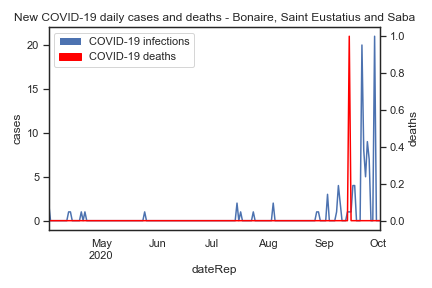 New COVID-19 daily cases and deaths - Bonaire, Saint Eustatius and Saba
COVID-19 infections
COVID-19 deaths
cases
20
15
10
5
0
deaths
1.0
0.8
0.6
0.4
0.2
0.0
May Jun Jul Aug Sep Oct
2020
dateRep